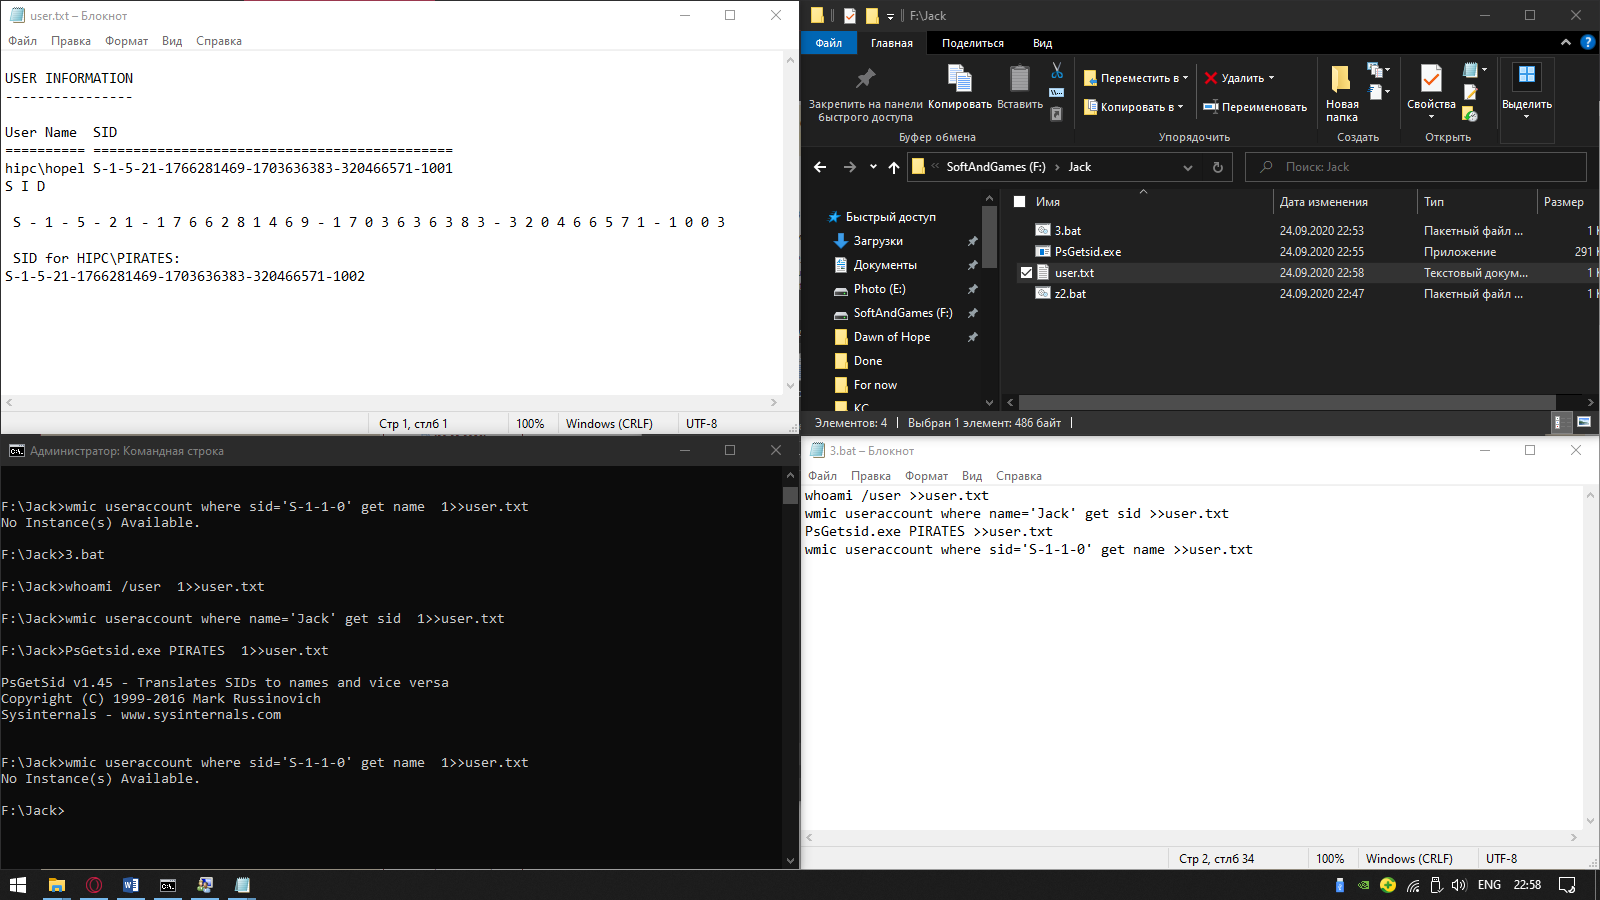 user.txt – Блокнот
Файл Правка Формат Вид Справка
USER INFORMATION
----------------
User Name  SID
========== =============================================
hipc\hopel S-1-5-21-1766281469-1703636383-320466571-1001
S I D
S - 1 - 5 - 2 1 - 1 7 6 6 2 8 1 4 6 9 - 1 7 0 3 6 3 6 3 8 3 - 3 2 0 4 6 6 5 7 1 - 1 0 0 3
SID for HIPC\PIRATES:
S-1-5-21-1766281469-1703636383-320466571-1002
Стр 1, стлб 1 100% Windows (CRLF) UTF-8
F:\Jack
Файл Главная Поделиться Вид
Закрепить на панели быстрого доступа
Копировать
Вставить
Буфер обмена
Переместить в
Копировать в
Удалить
Переименовать
Упорядочить
Новая папка
Создать
Свойства
Открыть
Выделить
SoftAndGames (F:) Jack
Поиск: Jack
Быстрый доступ
Загрузки
Документы
Photo (E:)
SoftAndGames (F:)
Dawn of Hope
Done
For now
КС
Имя Дата изменения Тип Размер
3.bat 24.09.2020 22:53 Пакетный файл ... 1
PsGetsid.exe 24.09.2020 22:55 Приложение 291
user.txt 24.09.2020 22:58 Текстовый докум... 1
z2.bat 24.09.2020 22:47 Пакетный файл ... 1
Элементов: 4 Выбран 1 элемент: 486 байт
Администратор: Командная строка
F:\Jack>wmic useraccount where sid='S-1-1-0' get name  1>>user.txt
No Instance(s) Available.
F:\Jack>3.bat
F:\Jack>whoami /user  1>>user.txt
F:\Jack>wmic useraccount where name='Jack' get sid  1>>user.txt
F:\Jack>PsGetsid.exe PIRATES  1>>user.txt
PsGetSid v1.45 - Translates SIDs to names and vice versa
Copyright (C) 1999-2016 Mark Russinovich
Sysinternals - www.sysinternals.com
F:\Jack>wmic useraccount where sid='S-1-1-0' get name  1>>user.txt
No Instance(s) Available.
F:\Jack>
3.bat – Блокнот
Файл Правка Формат Вид Справка
whoami /user >>user.txt
wmic useraccount where name='Jack' get sid >>user.txt
PsGetsid.exe PIRATES >>user.txt
wmic useraccount where sid='S-1-1-0' get name >>user.txt
Стр 2, стлб 34 100% Windows (CRLF) UTF-8
ENG 22:58